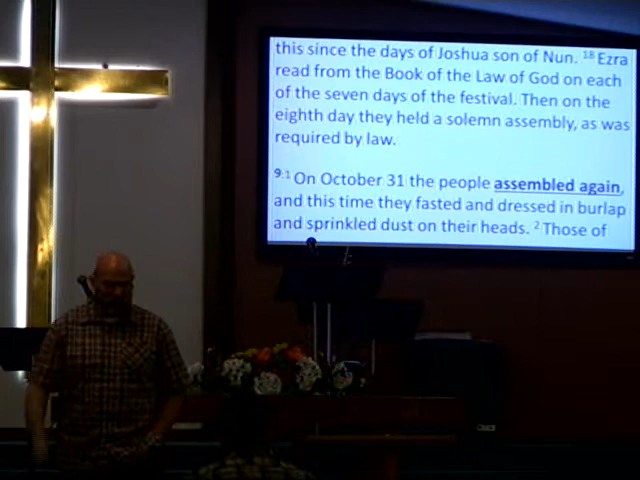 this since the days of Joshua son of Nun. 18 Ezra
read from the Book of the Law of God on each
of the seven days of the festival. Then on the
eighth day they held a solemn assembly, as was
required by law.
9:1 On October 31 the people assembled again,
and this time they fasted and dressed in burlap
and sprinkled dust on their heads. 2 Those of